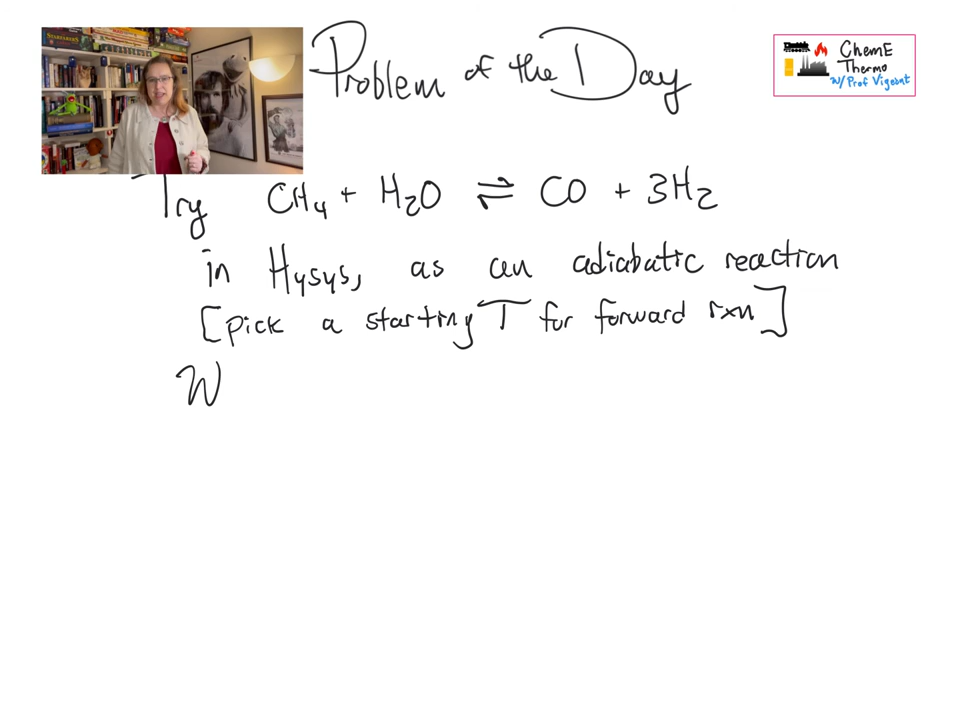 Problem of the Day
ChemE
Thermo
w/ Prof Vigeant
Try CH4 + H2O ⇌ CO + 3H2
in Hysys, as an adiabatic reaction
[pick a starting T for forward rxn]
W